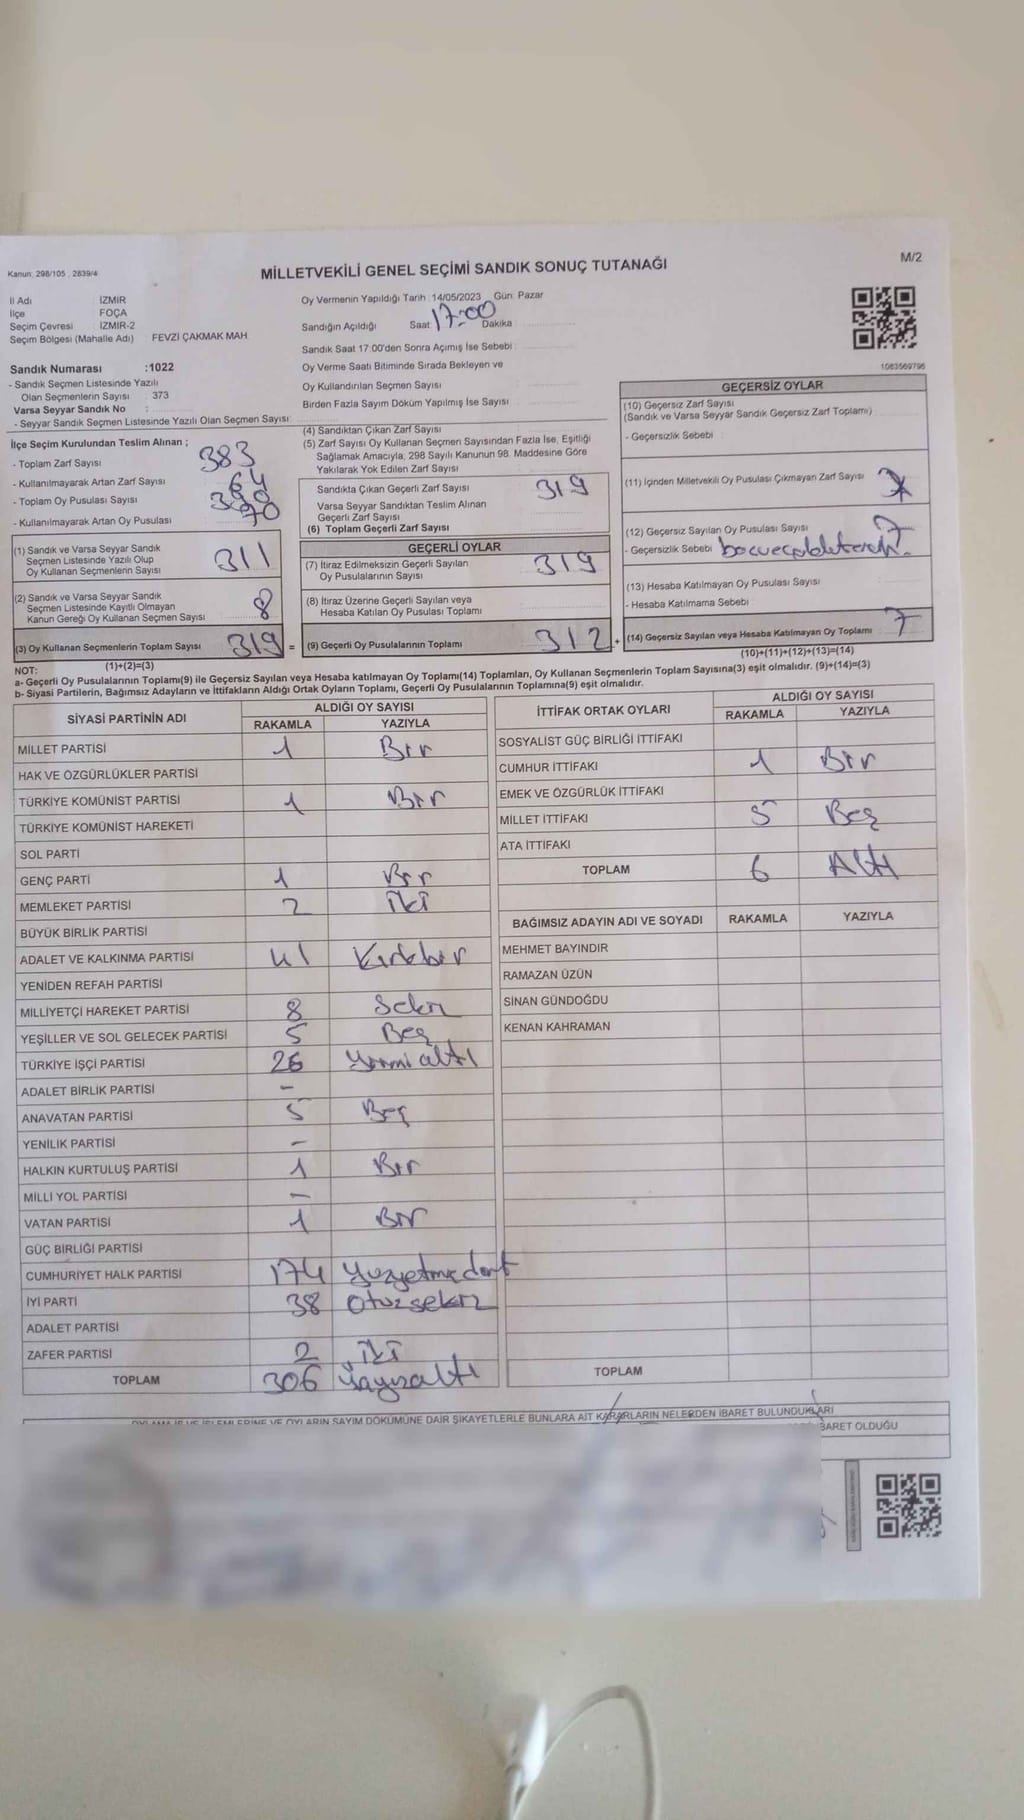 M/2
Kanun: 298/105 , 2839/4
MİLLETVEKİLİ GENEL SEÇİMİ SANDIK SONUÇ TUTANAĞI
İl Adı İZMİR
İlçe FOÇA
Seçim Çevresi İZMİR-2
Seçim Bölgesi (Mahalle Adı) : FEVZİ ÇAKMAK MAH
Oy Vermenin Yapıldığı Tarih :14/05/2023 Gün: Pazar
Sandığın Açıldığı Saat 17:00 Dakika
Sandık Saat 17:00'den Sonra Açımış İse Sebebi :
Oy Verme Saati Bitiminde Sırada Bekleyen ve
Oy Kullandırılan Seçmen Sayısı
Birden Fazla Sayım Döküm Yapılmış İse Sayısı
1083569796
Sandık Numarası :1022
- Sandık Seçmen Listesinde Yazılı
Olan Seçmenlerin Sayısı : 373
Varsa Seyyar Sandık No :
- Seyyar Sandık Seçmen Listesinde Yazılı Olan Seçmen Sayısı:
İlçe Seçim Kurulundan Teslim Alınan ;
- Toplam Zarf Sayısı 383
- Kullanılmayarak Artan Zarf Sayısı 64
- Toplam Oy Pusulası Sayısı
- Kullanılmayarak Artan Oy Pusulası 70
(1) Sandık ve Varsa Seyyar Sandık
Seçmen Listesinde Yazılı Olup
Oy Kullanan Seçmenlerin Sayısı 311
(2) Sandık ve Varsa Seyyar Sandık
Seçmen Listesinde Kayıtlı Olmayan
Kanun Gereği Oy Kullanan Seçmen Sayısı 8
(3) Oy Kullanan Seçmenlerin Toplam Sayısı 319 =
(1)+(2)=(3)
(4) Sandıktan Çıkan Zarf Sayısı
(5) Zarf Sayısı Oy Kullanan Seçmen Sayısından Fazla İse, Eşitliği
Sağlamak Amacıyla, 298 Sayılı Kanunun 98. Maddesine Göre
Yakılarak Yok Edilen Zarf Sayısı
Sandıkta Çıkan Geçerli Zarf Sayısı 319
Varsa Seyyar Sandıktan Teslim Alınan
Geçerli Zarf Sayısı
(6) Toplam Geçerli Zarf Sayısı
GEÇERLİ OYLAR
(7) İtiraz Edilmeksizin Geçerli Sayılan
Oy Pusulalarının Sayısı 319
(8) İtiraz Üzerine Geçerli Sayılan veya
Hesaba Katılan Oy Pusulası Toplamı
(9) Geçerli Oy Pusulalarının Toplamı 312 +
GEÇERSİZ OYLAR
(10) Geçersiz Zarf Sayısı
(Sandık ve Varsa Seyyar Sandık Geçersiz Zarf Toplamı)
- Geçersizlik Sebebi
(11) İçinden Milletvekili Oy Pusulası Çıkmayan Zarf Sayısı
(12) Geçersiz Sayılan Oy Pusulası Sayısı 7
- Geçersizlik Sebebi
(13) Hesaba Katılmayan Oy Pusulası Sayısı
- Hesaba Katılmama Sebebi
(14) Geçersiz Sayılan veya Hesaba Katılmayan Oy Toplamı 7
(10)+(11)+(12)+(13)=(14)
NOT:
a- Geçerli Oy Pusulalarının Toplamı(9) ile Geçersiz Sayılan veya Hesaba katılmayan Oy Toplamı(14) Toplamları, Oy Kullanan Seçmenlerin Toplam Sayısına(3) eşit olmalıdır. (9)+(14)=(3)
b- Siyasi Partilerin, Bağımsız Adayların ve İttifakların Aldığı Ortak Oyların Toplamı, Geçerli Oy Pusulalarının Toplamına(9) eşit olmalıdır.
SİYASİ PARTİNİN ADI ALDIĞI OY SAYISI
RAKAMLA YAZIYLA
MİLLET PARTİSİ 1 Bir
HAK VE ÖZGÜRLÜKLER PARTİSİ
TÜRKİYE KOMÜNİST PARTİSİ 1 Bir
TÜRKİYE KOMÜNİST HAREKETİ
SOL PARTİ
GENÇ PARTİ 1 Bir
MEMLEKET PARTİSİ 2 İki
BÜYÜK BİRLİK PARTİSİ
ADALET VE KALKINMA PARTİSİ 41 Kırkbir
YENİDEN REFAH PARTİSİ
MİLLİYETÇİ HAREKET PARTİSİ 8 Sekiz
YEŞİLLER VE SOL GELECEK PARTİSİ 5 Beş
TÜRKİYE İŞÇİ PARTİSİ 26 Yirmialtı
ADALET BİRLİK PARTİSİ -
ANAVATAN PARTİSİ 5 Beş
YENİLİK PARTİSİ -
HALKIN KURTULUŞ PARTİSİ 1 Bir
MİLLİ YOL PARTİSİ -
VATAN PARTİSİ 1 Bir
GÜÇ BİRLİĞİ PARTİSİ
CUMHURİYET HALK PARTİSİ 174 Yüzyetmişdört
İYİ PARTİ 38 Otuzsekiz
ADALET PARTİSİ
ZAFER PARTİSİ 2 İki
TOPLAM 306 Üçyüzaltı
İTTİFAK ORTAK OYLARI ALDIĞI OY SAYISI
RAKAMLA YAZIYLA
SOSYALİST GÜÇ BİRLİĞİ İTTİFAKI
CUMHUR İTTİFAKI 1 Bir
EMEK VE ÖZGÜRLÜK İTTİFAKI
MİLLET İTTİFAKI 5 Beş
ATA İTTİFAKI
TOPLAM 6 Altı
BAĞIMSIZ ADAYIN ADI VE SOYADI RAKAMLA YAZIYLA
MEHMET BAYINDIR
RAMAZAN ÜZÜN
SİNAN GÜNDOĞDU
KENAN KAHRAMAN
TOPLAM
OYLAMA İŞ VE İŞLEMLERİNE VE OYLARIN SAYIM DÖKÜMÜNE DAİR ŞİKAYETLERLE BUNLARA AİT KARARLARIN NELERDEN İBARET BULUNDUKLARI
İBARET OLDUĞU